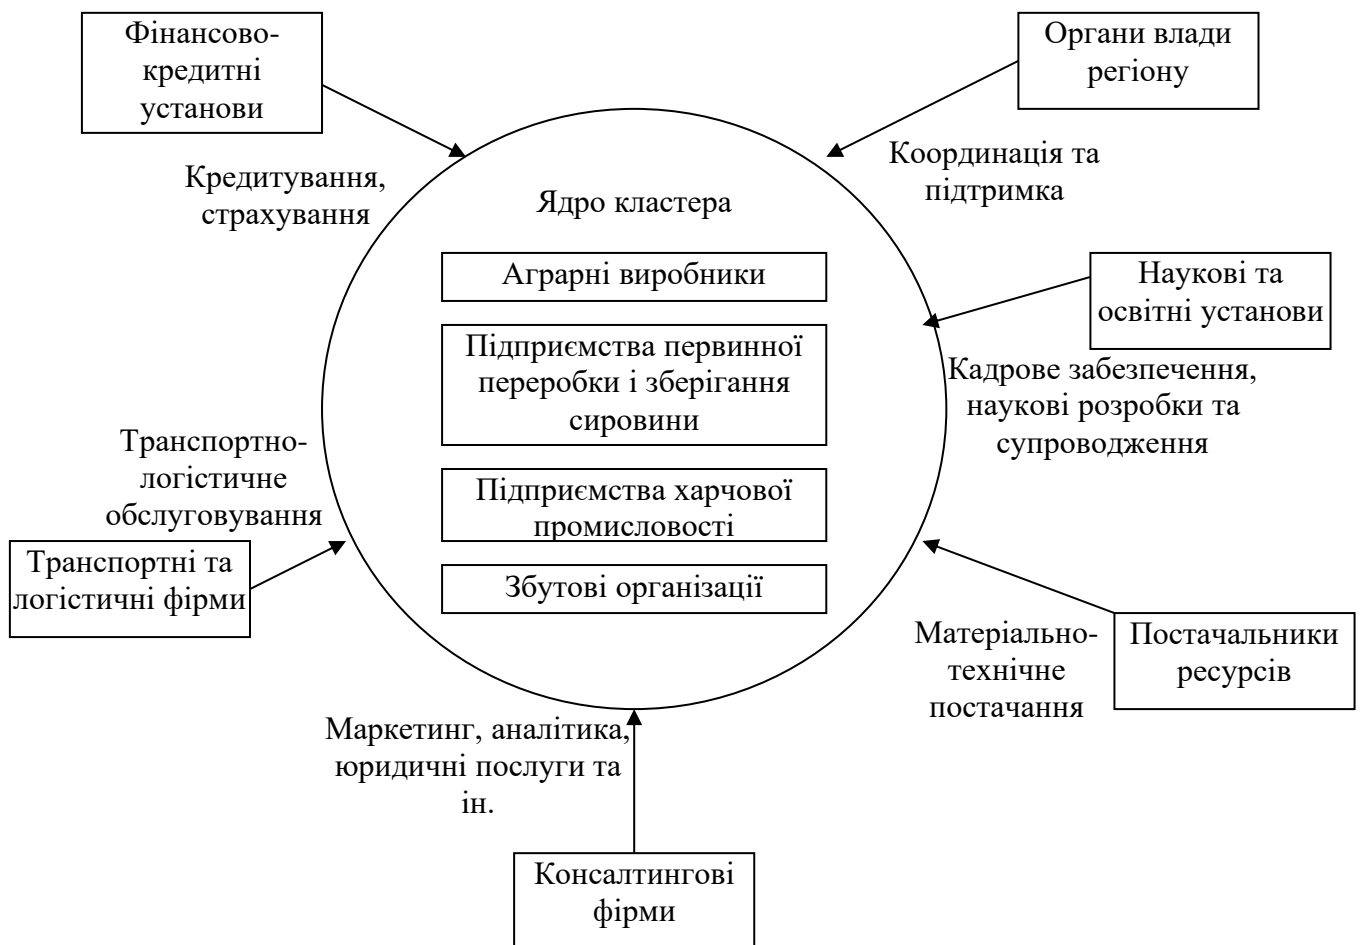 Фінансово-
кредитні
установи
Органи влади
регіону
Кредитування,
страхування
Координація та
підтримка
Ядро кластера
Аграрні виробники
Підприємства первинної
переробки і зберігання
сировини
Підприємства харчової
промисловості
Збутові організації
Наукові та
освітні установи
Кадрове забезпечення,
наукові розробки та
супроводження
Транспортно-
логістичне
обслуговування
Транспортні та
логістичні фірми
Матеріально-
технічне
постачання
Постачальники
ресурсів
Маркетинг, аналітика,
юридичні послуги та
ін.
Консалтингові
фірми